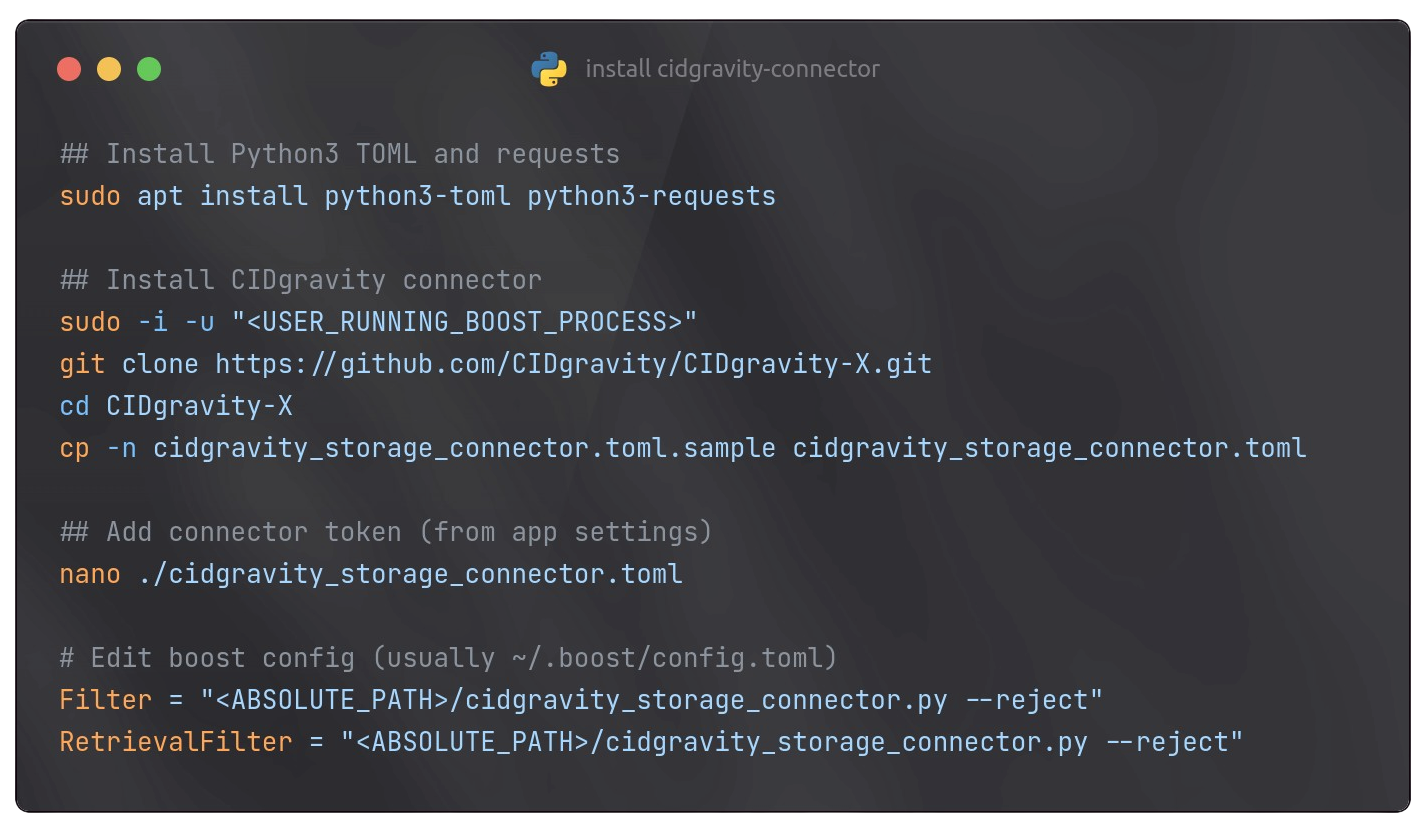 install cidgravity-connector
## Install Python3 TOML and requests
sudo apt install python3-toml python3-requests
## Install CIDgravity connector
sudo -i -u "<USER_RUNNING_BOOST_PROCESS>"
git clone https://github.com/CIDgravity/CIDgravity-X.git
cd CIDgravity-X
cp -n cidgravity_storage_connector.toml.sample cidgravity_storage_connector.toml
## Add connector token (from app settings)
nano ./cidgravity_storage_connector.toml
# Edit boost config (usually ~/.boost/config.toml)
Filter = "<ABSOLUTE_PATH>/cidgravity_storage_connector.py --reject"
RetrievalFilter = "<ABSOLUTE_PATH>/cidgravity_storage_connector.py --reject"